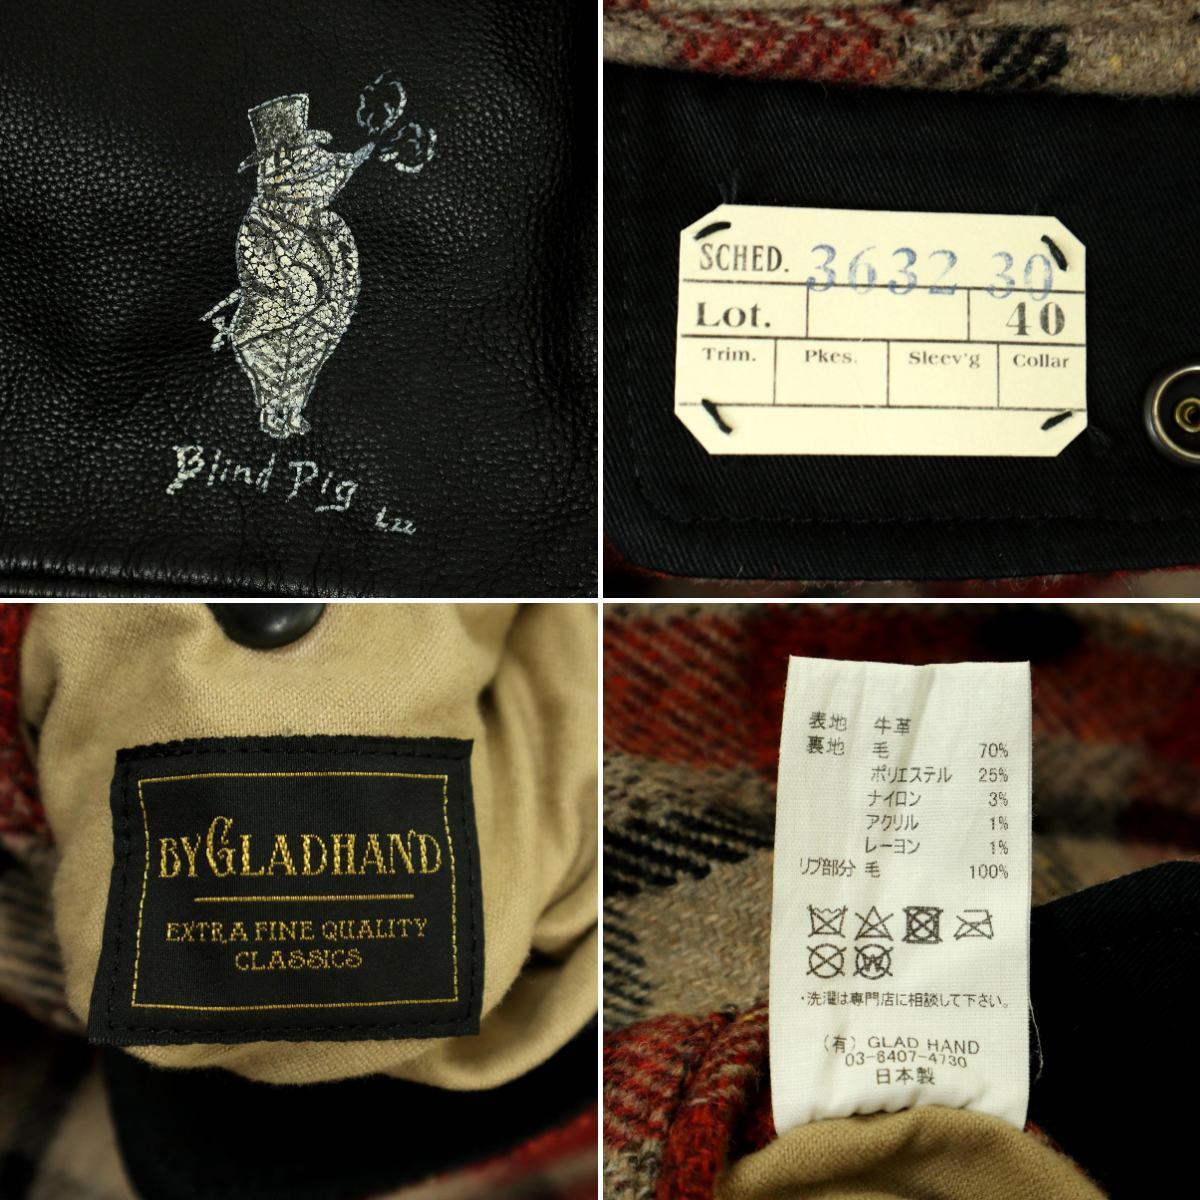 Blind Pig
SCHED. 3632 30
Lot. 40
Trim. Pkes. Sleev'g Collar
BYGLADHAND
EXTRA FINE QUALITY
CLASSICS
表地 牛革
裏地 毛 70%
ポリエステル 25%
ナイロン 3%
アクリル 1%
レーヨン 1%
リブ部分 毛 100%
・洗濯は専門店に相談して下さい。
(有) GLAD HAND
03-6407-4730
日本製